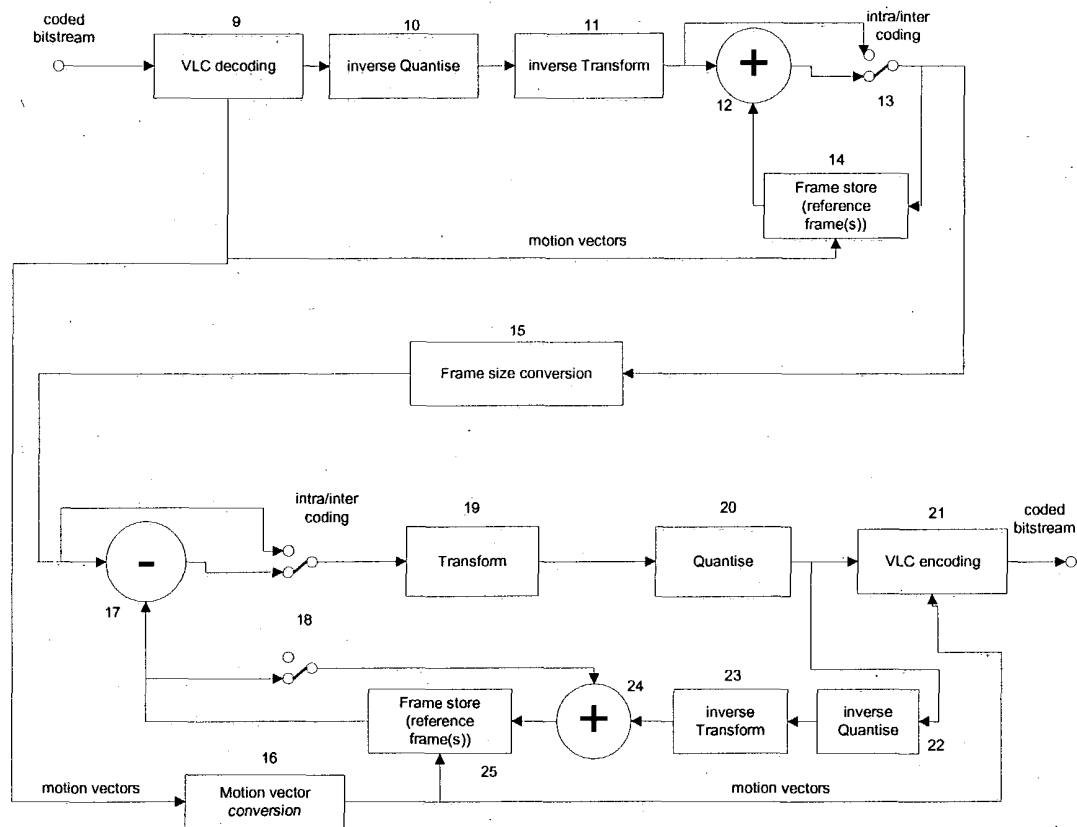 coded
bitstream
9
VLC decoding
10
inverse Quantise
11
inverse Transform
+
12
intra/inter
coding
13
14
Frame store
(reference
frame(s))
motion vectors
15
Frame size conversion
-
17
intra/inter
coding
18
19
Transform
20
Quantise
21
VLC encoding
coded
bitstream
+
24
23
inverse
Transform
inverse
Quantise
22
Frame store
(reference
frame(s))
25
motion vectors
16
Motion vector
conversion
motion vectors